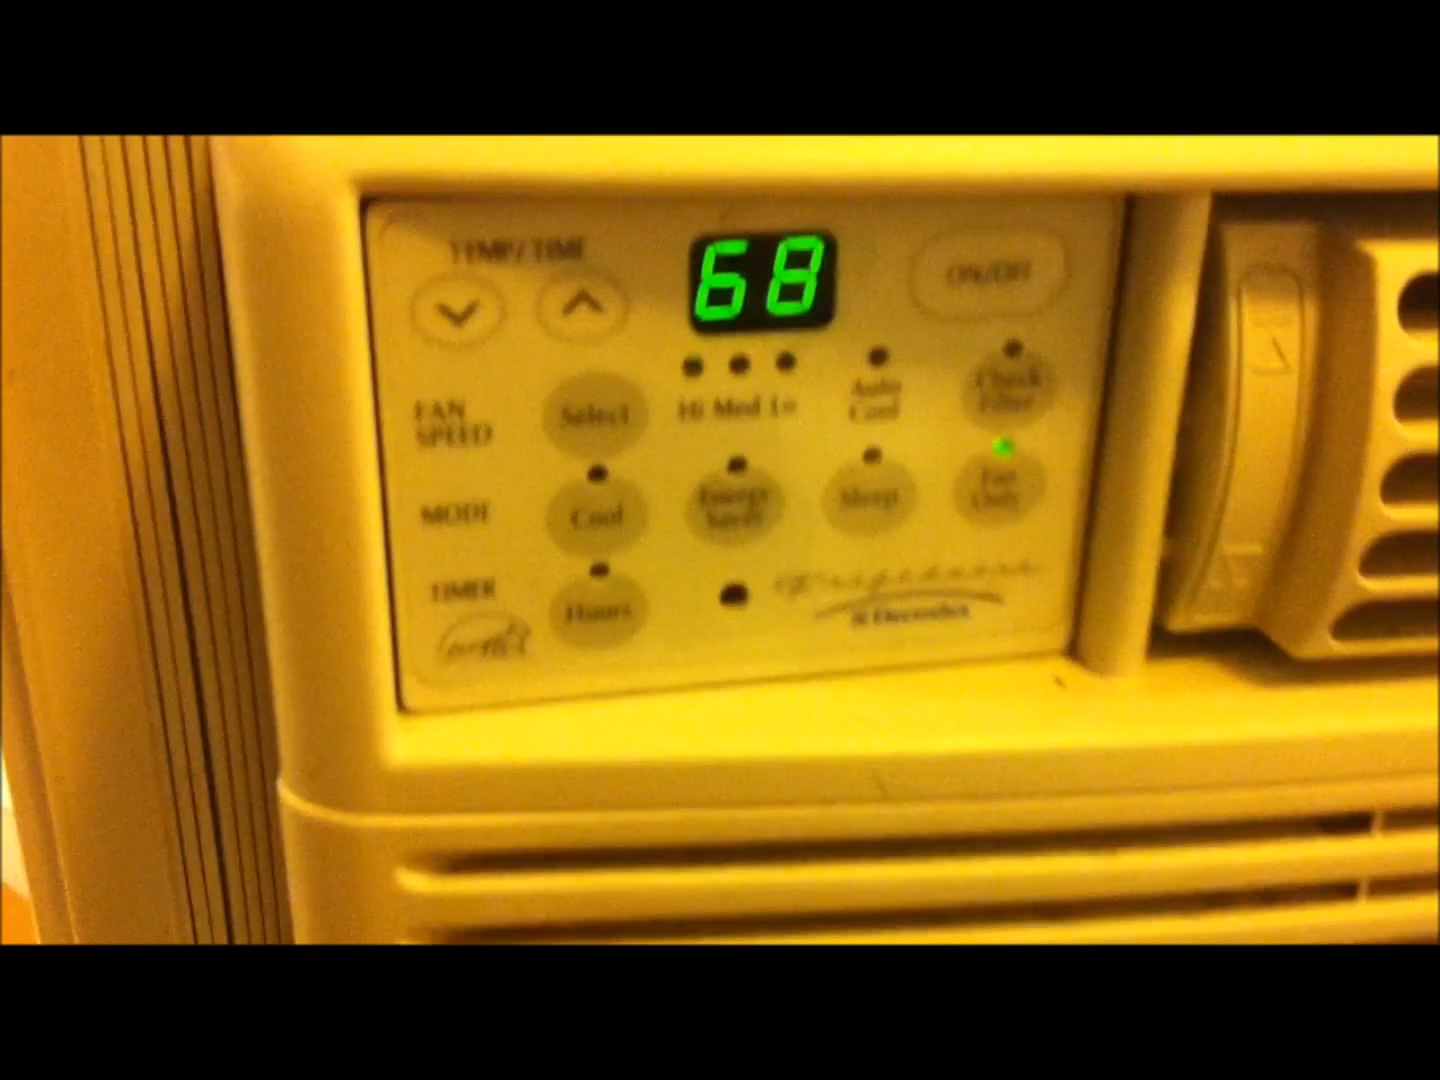 TEMP/TIME
68
ON/OFF
FAN SPEED
Select
Hi Med Lo
Auto Cool
Check Filter
MODE
Cool
Energy Saver
Sleep
Fan Only
TIMER
Hours
Frigidaire
Electrolux